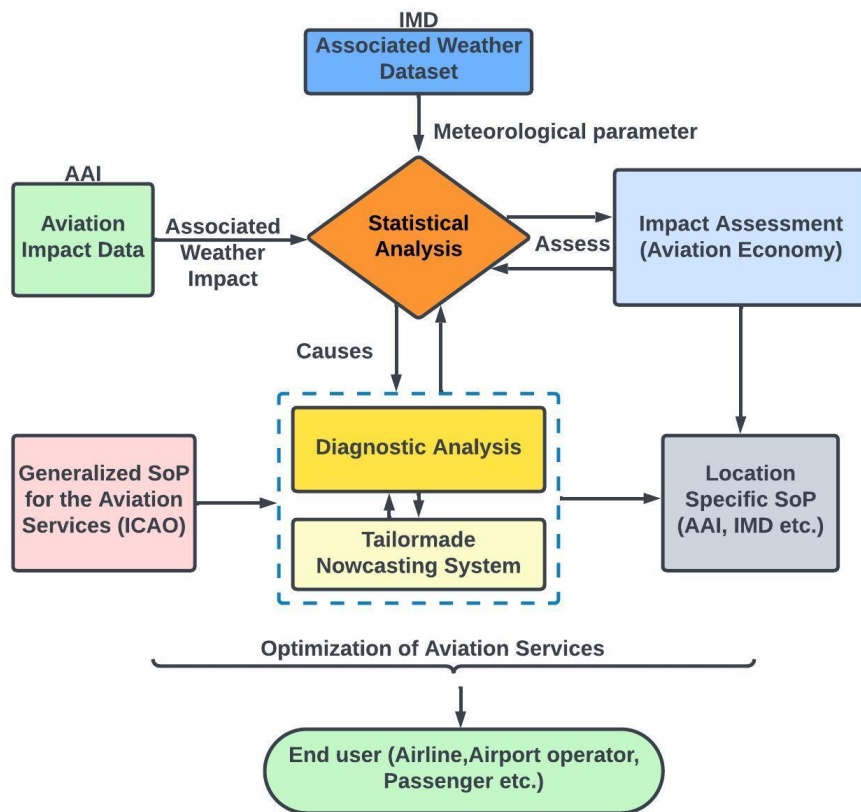 IMD
Associated Weather
Dataset
Meteorological parameter
AAI
Aviation
Impact Data
Associated
Weather
Impact
Statistical
Analysis
Assess
Impact Assessment
(Aviation Economy)
Causes
Generalized SoP
for the Aviation
Services (ICAO)
Diagnostic Analysis
Tailormade
Nowcasting System
Location
Specific SoP
(AAI, IMD etc.)
Optimization of Aviation Services
End user (Airline,Airport operator,
Passenger etc.)